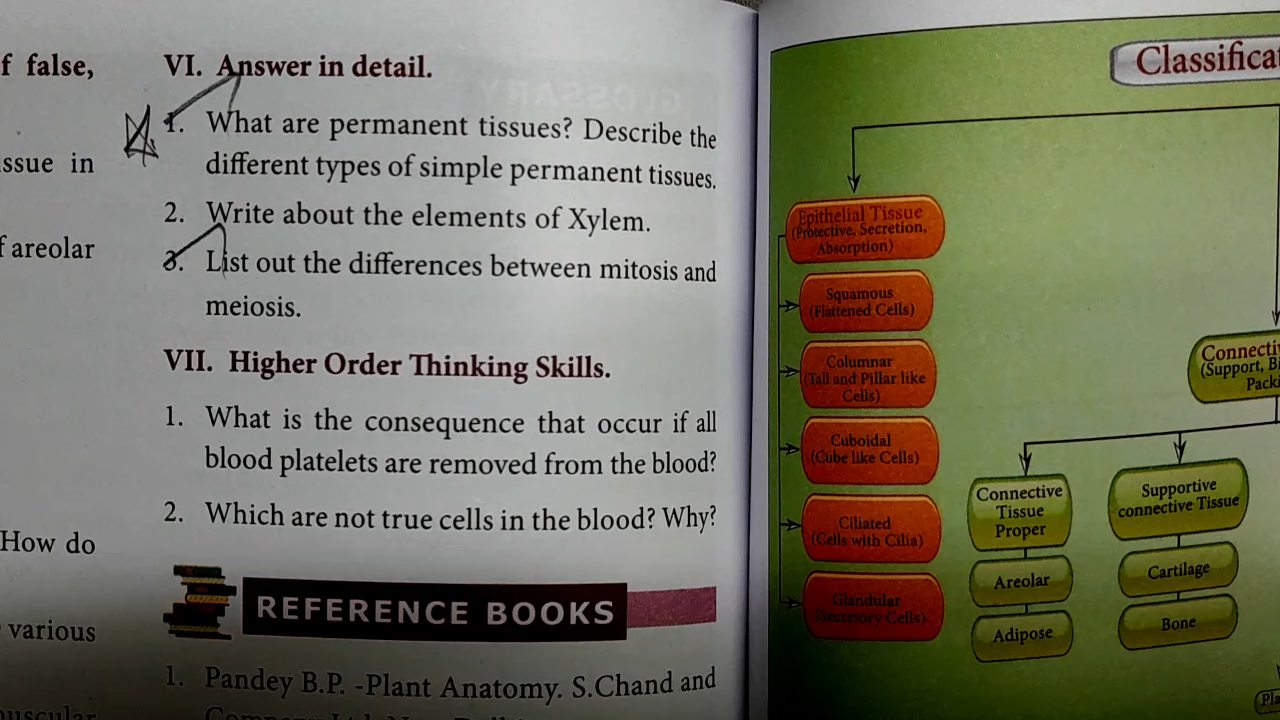 f false,
ssue in
f areolar
How do
various
VI. Answer in detail.
1. What are permanent tissues? Describe the
different types of simple permanent tissues.
2. Write about the elements of Xylem.
3. List out the differences between mitosis and
meiosis.
VII. Higher Order Thinking Skills.
1. What is the consequence that occur if all
blood platelets are removed from the blood?
2. Which are not true cells in the blood? Why?
REFERENCE BOOKS
1. Pandey B.P. -Plant Anatomy. S.Chand and
Classifica
Epithelial Tissue
(Protective, Secretion,
Absorption)
Squamous
(Flattened Cells)
Columnar
(Tall and Pillar like
Cells)
Cuboidal
(Cube like Cells)
Ciliated
(Cells with Cilia)
Glandular
(Secretory Cells)
Connecti
(Support, Bi
Packi
Connective
Tissue
Proper
Areolar
Adipose
Supportive
connective Tissue
Cartilage
Bone
Pla